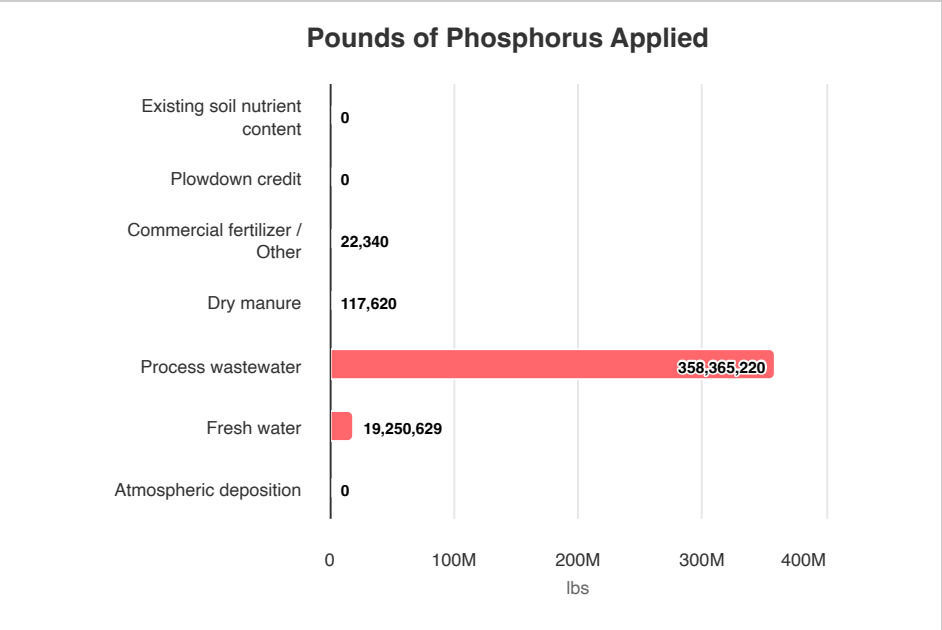 Pounds of Phosphorus Applied
Existing soil nutrient
content
0
Plowdown credit
0
Commercial fertilizer /
Other
22,340
Dry manure
117,620
Process wastewater
358,365,220
Fresh water
19,250,629
Atmospheric deposition
0
0
100M
200M
300M
400M
lbs